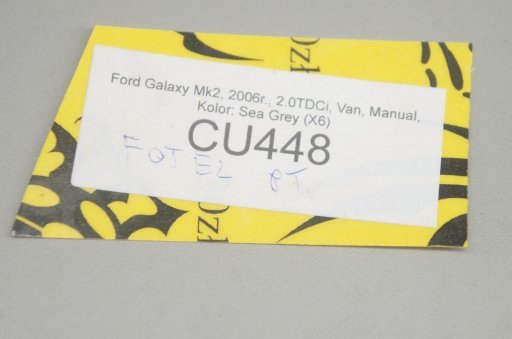 Ford Galaxy Mk2, 2006r., 2.0TDCi, Van, Manual,
Kolor: Sea Grey (X6)
CU448
FOTEL PT